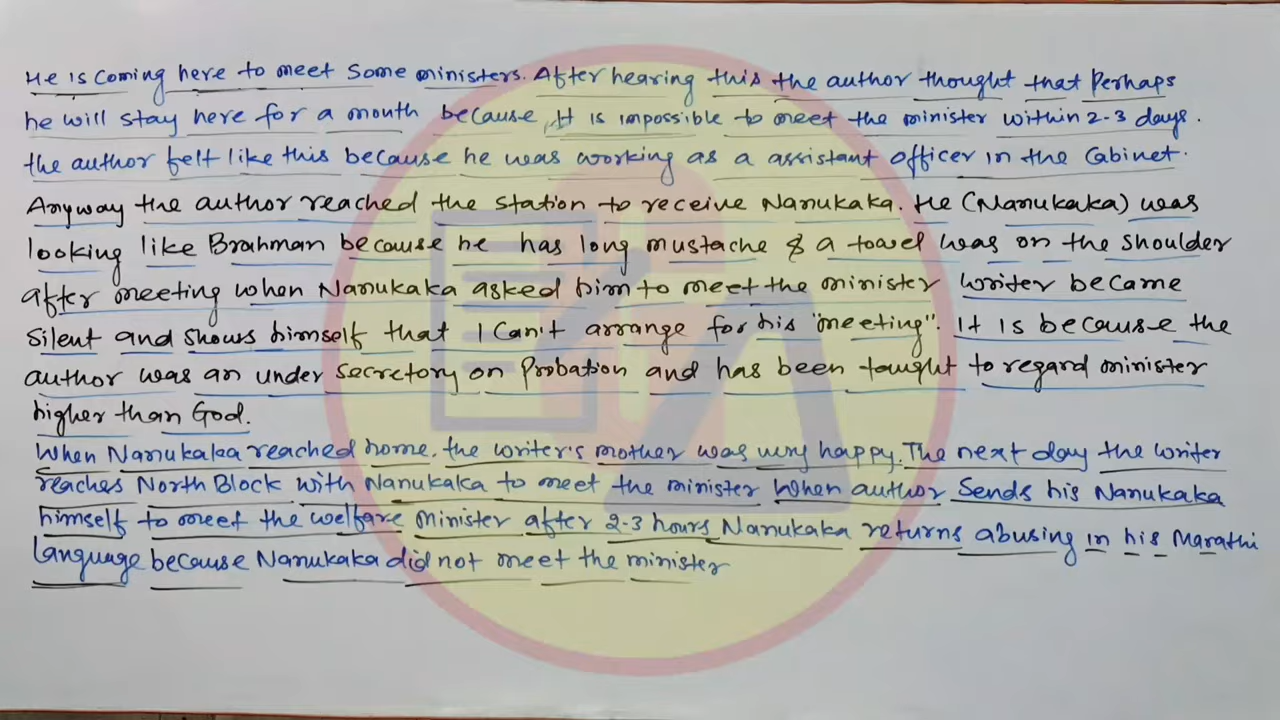 He is coming here to meet some ministers. After hearing this the author thought that Perhaps
he will stay here for a month because, It is impossible to meet the minister within 2-3 days.
the author felt like this because he was working as a assistant officer in the Cabinet.
Anyway the author reached the station to receive Nanukaka. He (Nanukaka) was
looking like Brahman because he has long mustache & a towel was on the shoulder
after meeting when Nanukaka asked him to meet the minister writer became
silent and shows himself that I Can't arrange for his "meeting". It is because the
author was an under secretory on Probation and has been tought to regard minister
higher than God.
When Nanukaka reached home, the writer's mother was very happy. The next day the writer
reaches North Block with Nanukaka to meet the minister when author sends his Nanukaka
himself to meet the welfare minister after 2-3 hours Nanukaka returns abusing in his Marathi
language because Nanukaka did not meet the minister